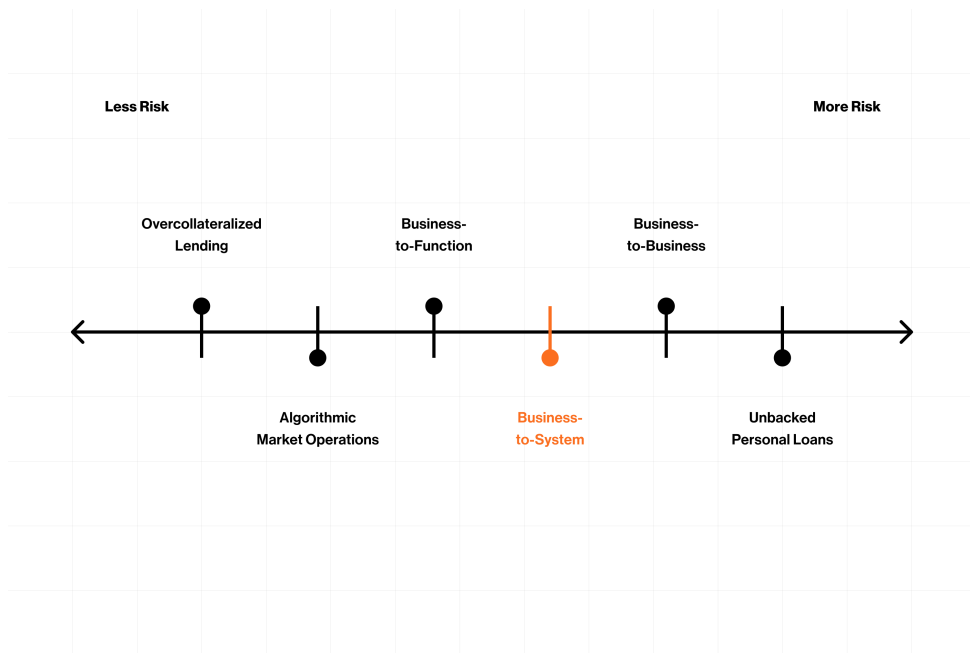 Less Risk
More Risk
Overcollateralized
Lending
Business-
to-Function
Business-
to-Business
Algorithmic
Market Operations
Business-
to-System
Unbacked
Personal Loans